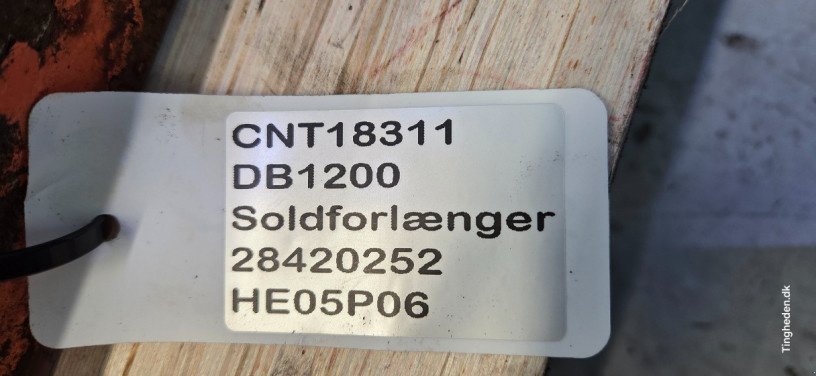 CNT18311
DB1200
Soldforlænger
28420252
HE05P06
Tingheden.dk